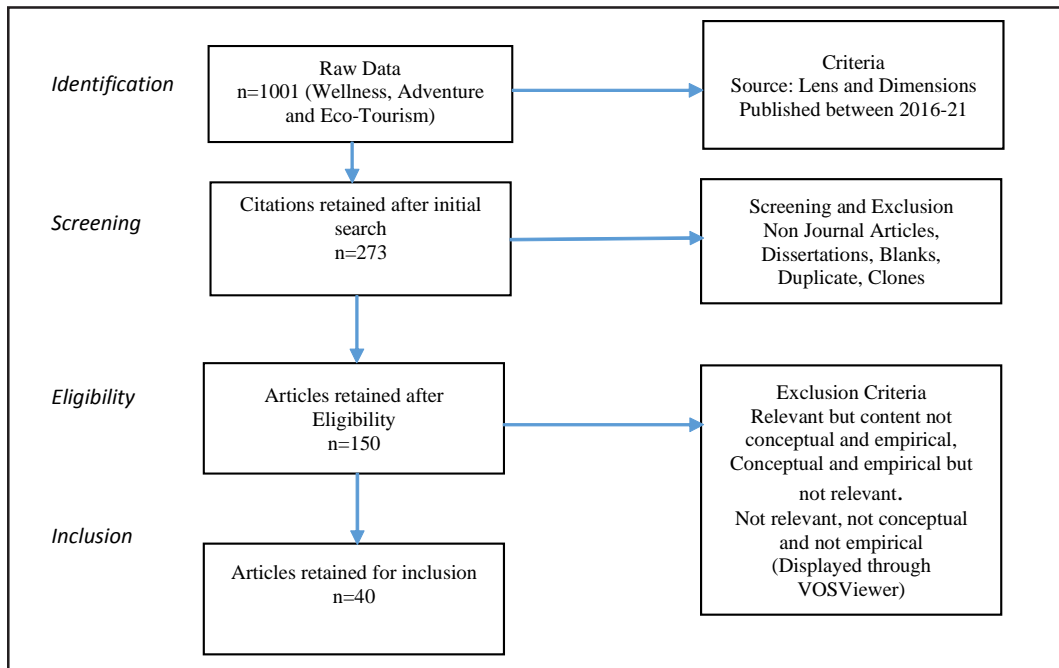 Identification
Raw Data
n=1001 (Wellness, Adventure
and Eco-Tourism)
Criteria
Source: Lens and Dimensions
Published between 2016-21
Screening
Citations retained after initial
search
n=273
Screening and Exclusion
Non Journal Articles,
Dissertations, Blanks,
Duplicate, Clones
Eligibility
Articles retained after
Eligibility
n=150
Exclusion Criteria
Relevant but content not
conceptual and empirical,
Conceptual and empirical but
not relevant.
Not relevant, not conceptual
and not empirical
(Displayed through
VOSViewer)
Inclusion
Articles retained for inclusion
n=40